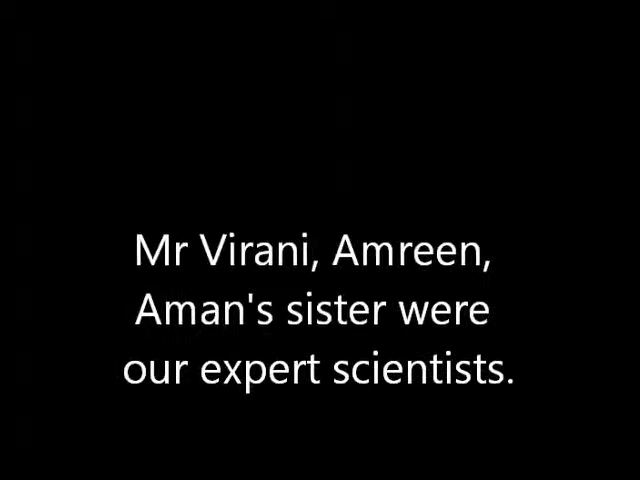 Mr Virani, Amreen,
Aman's sister were
our expert scientists.